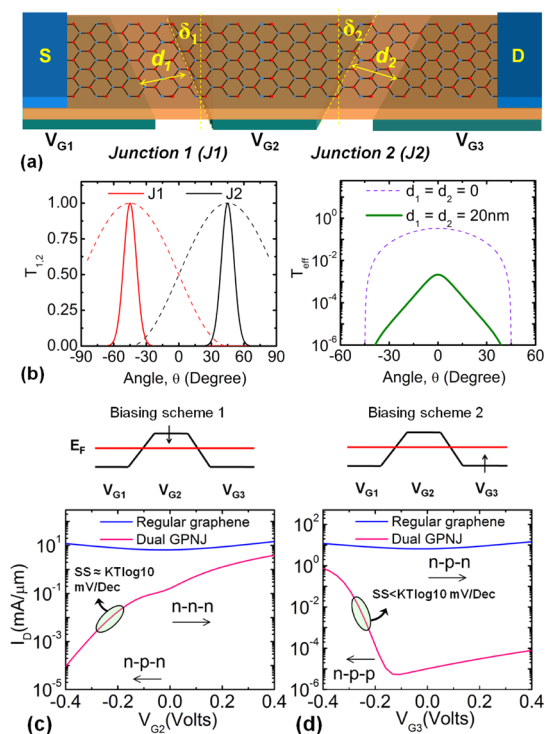 S
δ1
δ2
D
d1
d2
VG1
VG2
VG3
(a)
Junction 1 (J1)
Junction 2 (J2)
J1
J2
1.00
0.75
0.50
0.25
0.00
T1,2
-90 -60 -30 0 30 60 90
Angle, θ (Degree)
(b)
d1 = d2 = 0
d1 = d2 = 20nm
10^0
10^-2
10^-4
10^-6
Teff
-60 -30 0 30 60
Angle, θ (Degree)
Biasing scheme 1
EF
VG1 VG2 VG3
Biasing scheme 2
VG1 VG2 VG3
Regular graphene
Dual GPNJ
10^3
10^1
10^-1
10^-3
10^-5
ID(mA/μm)
SS≈KTlog10
mV/Dec
n-n-n
n-p-n
-0.4 -0.2 0.0 0.2 0.4
(c)
VG2(Volts)
Regular graphene
Dual GPNJ
10^4
10^2
10^0
10^-2
10^-4
10^-6
n-p-n
SS<KTlog10 mV/Dec
n-p-p
-0.4 -0.2 0.0 0.2 0.4
(d)
VG3(Volts)